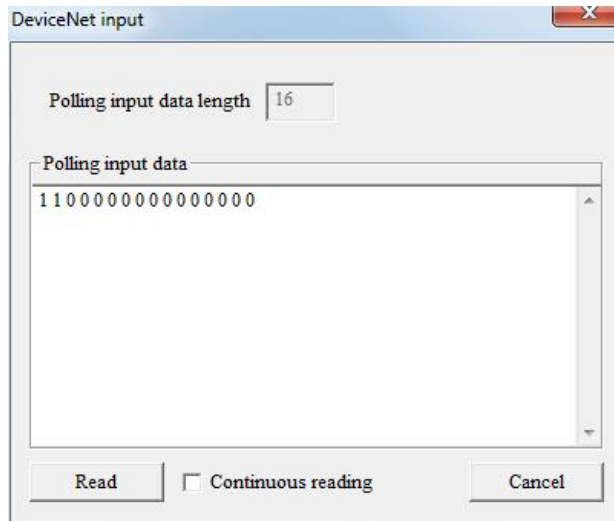 DeviceNet input
Polling input data length 16
Polling input data
1 1 0 0 0 0 0 0 0 0 0 0 0 0 0 0
Read Continuous reading Cancel